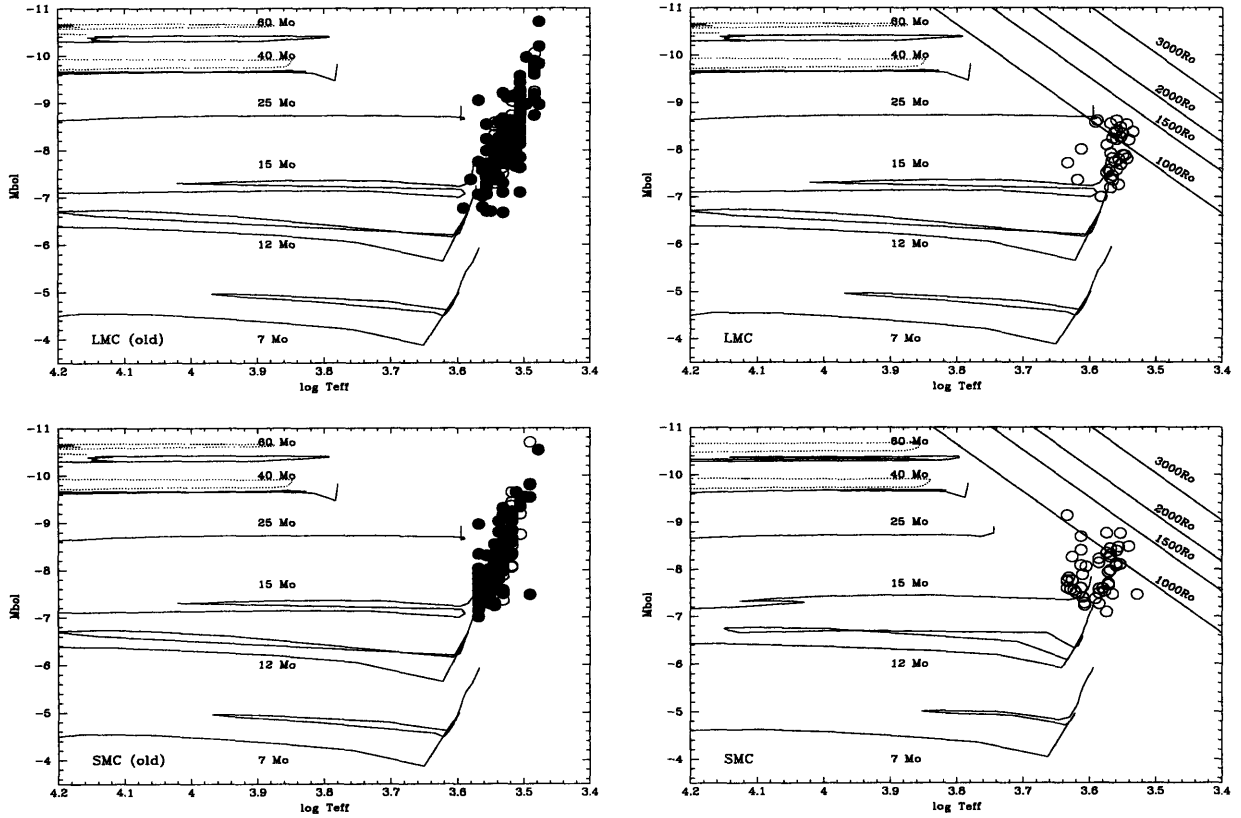 -11
-10
-9
-8
-7
-6
-5
-4
Mbol
60 Mo
40 Mo
25 Mo
15 Mo
12 Mo
7 Mo
LMC (old)
4.2
4.1
4
3.9
3.8
3.7
3.6
3.5
3.4
log Teff
-11
-10
-9
-8
-7
-6
-5
-4
Mbol
60 Mo
40 Mo
25 Mo
15 Mo
12 Mo
7 Mo
3000Ro
2000Ro
1500Ro
1000Ro
LMC
4.2
4.1
4
3.9
3.8
3.7
3.6
3.5
3.4
log Teff
-11
-10
-9
-8
-7
-6
-5
-4
Mbol
60 Mo
40 Mo
25 Mo
15 Mo
12 Mo
7 Mo
SMC (old)
4.2
4.1
4
3.9
3.8
3.7
3.6
3.5
3.4
log Teff
-11
-10
-9
-8
-7
-6
-5
-4
Mbol
60 Mo
40 Mo
25 Mo
15 Mo
12 Mo
7 Mo
3000Ro
2000Ro
1500Ro
1000Ro
SMC
4.2
4.1
4
3.9
3.8
3.7
3.6
3.5
3.4
log Teff